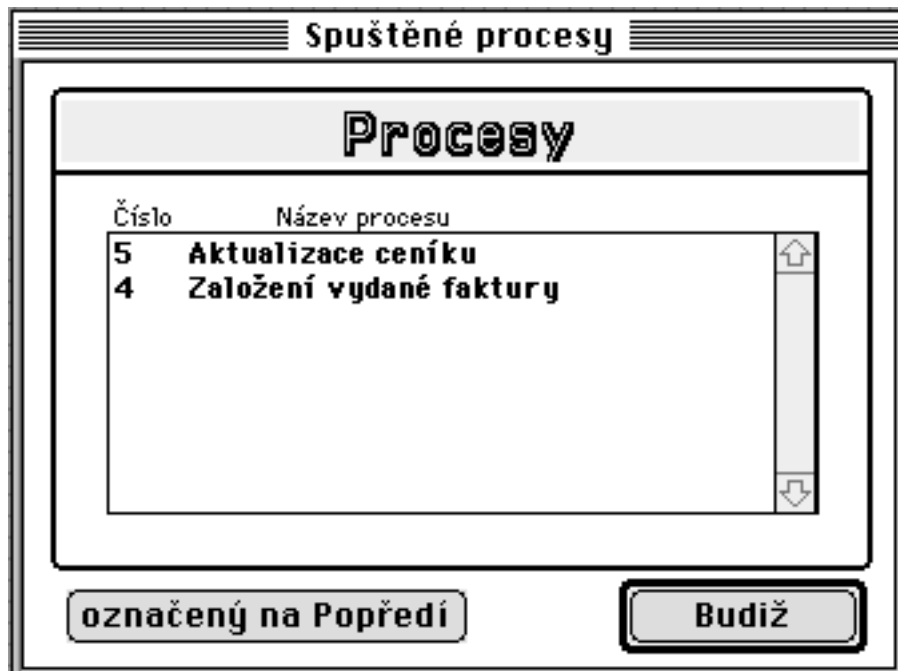 Spuštěné procesy
Procesy
Číslo Název procesu
5 Aktualizace ceníku
4 Založení vydané faktury
označený na Popředí Budiž